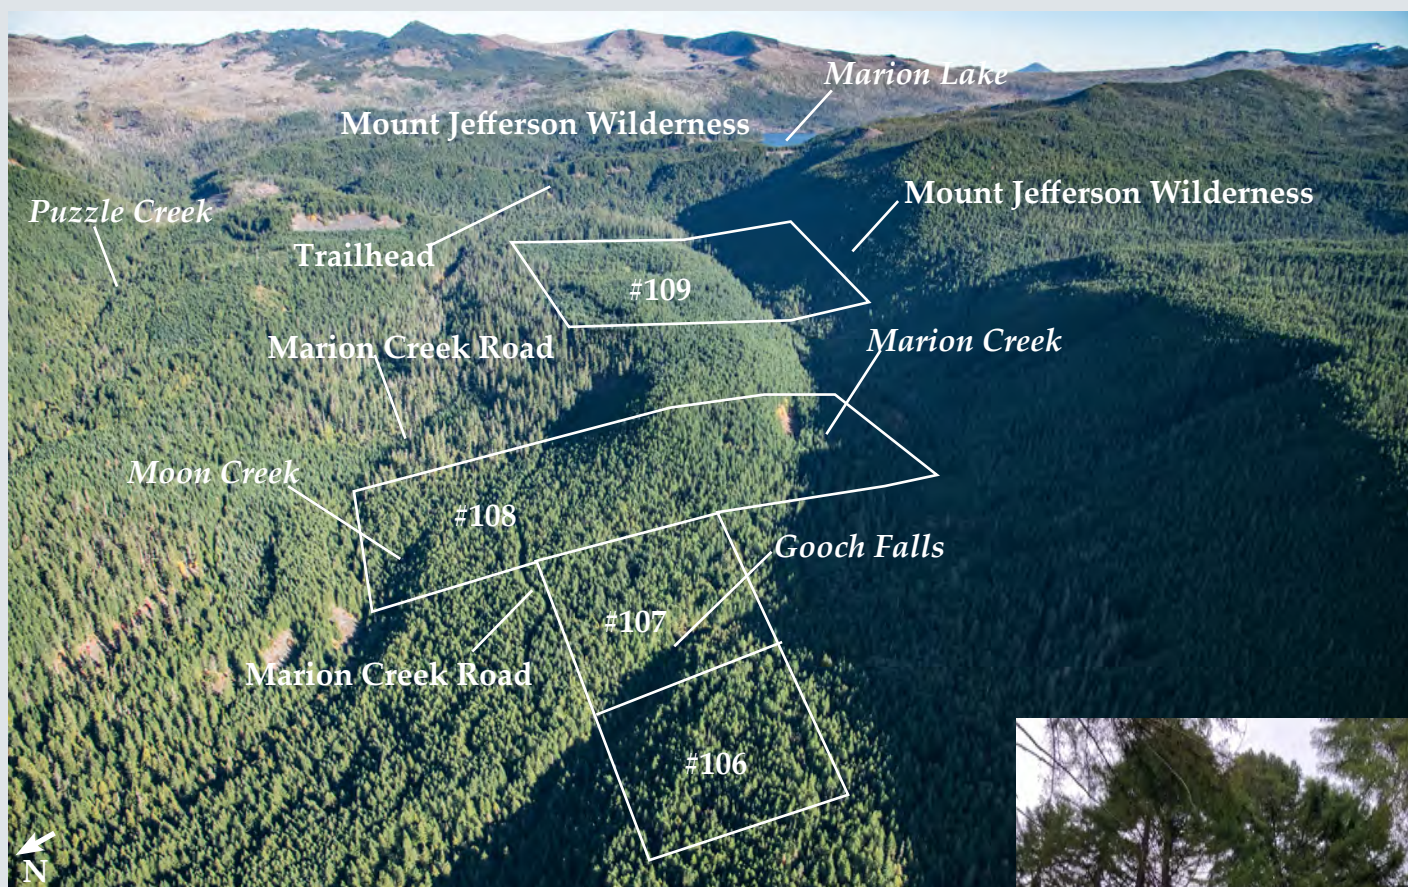 Marion Lake
Mount Jefferson Wilderness
Mount Jefferson Wilderness
Puzzle Creek
Trailhead
#109
Marion Creek
Marion Creek Road
Moon Creek
#108
Gooch Falls
#107
Marion Creek Road
#106
N